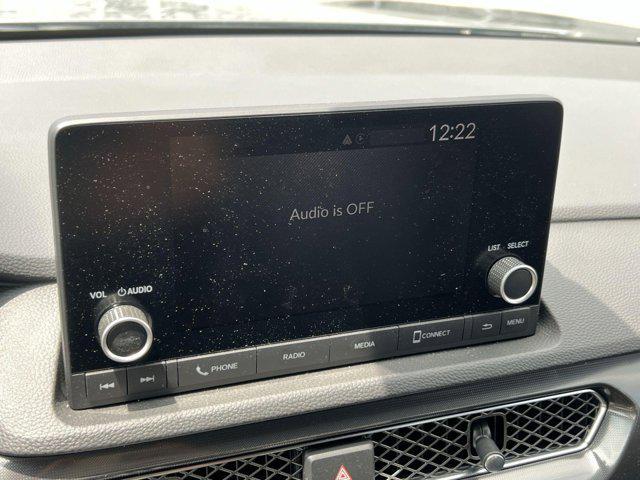 12:22
Audio is OFF
LIST SELECT
VOL AUDIO
PHONE
RADIO
MEDIA
CONNECT
MENU